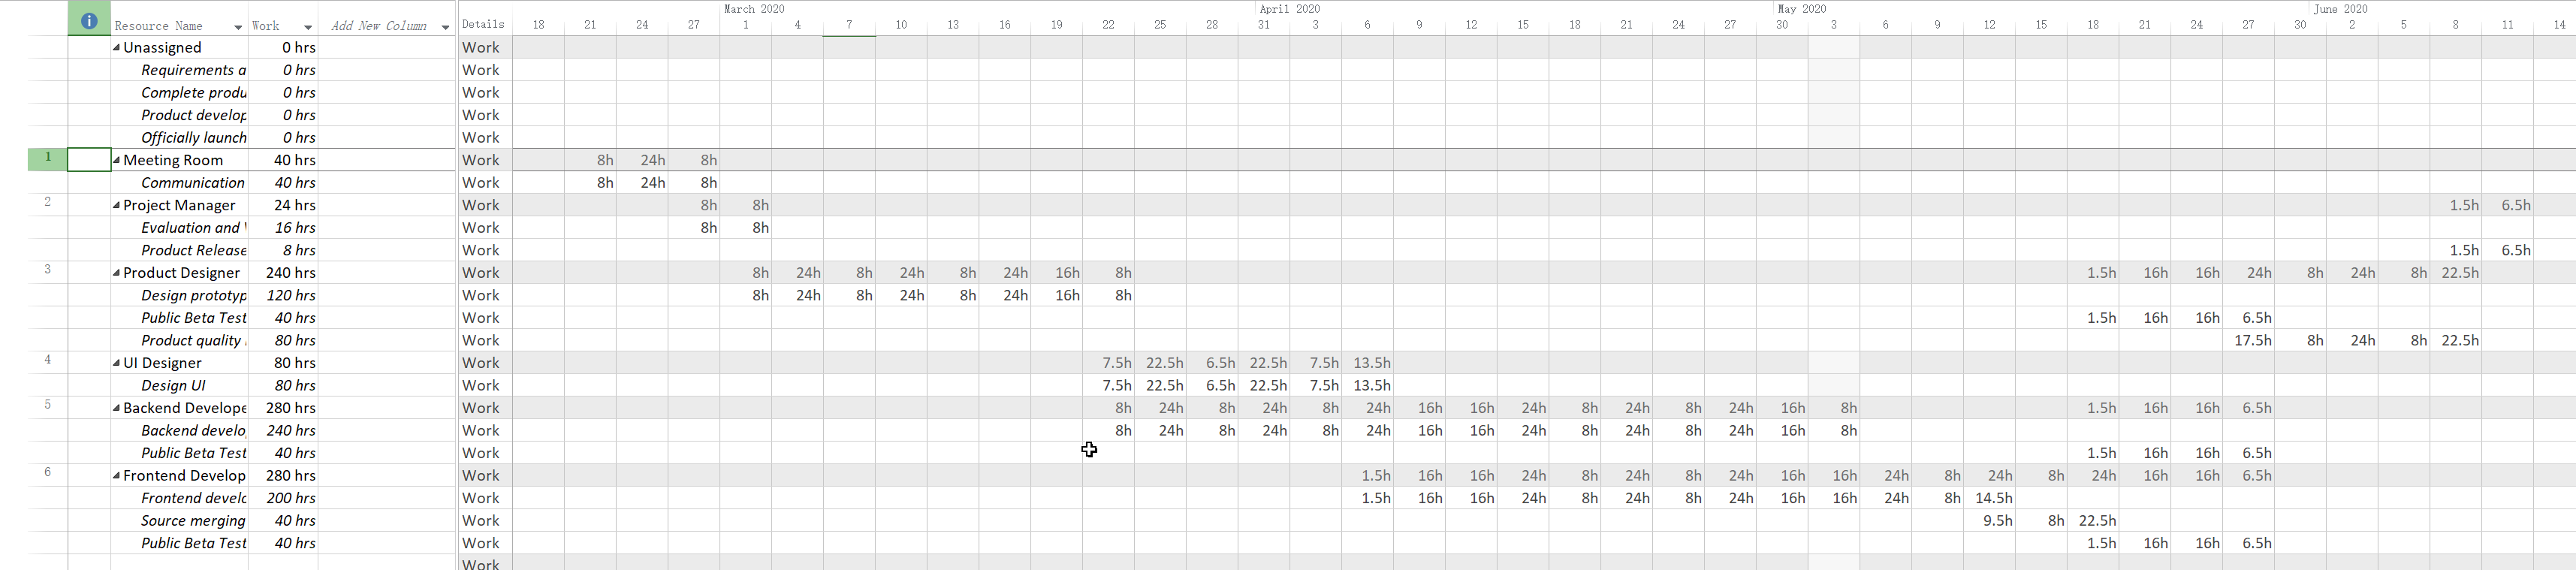 March 2020 April 2020 May 2020 June 2020
Resource Name Work Add New Column Details 18 21 24 27 1 4 7 10 13 16 19 22 25 28 31 3 6 9 12 15 18 21 24 27 30 3 6 9 12 15 18 21 24 27 30 2 5 8 11 14
Unassigned 0 hrs Work
Requirements a 0 hrs Work
Complete produ 0 hrs Work
Product develop 0 hrs Work
Officially launch 0 hrs Work
1 Meeting Room 40 hrs Work 8h 24h 8h
Communication 40 hrs Work 8h 24h 8h
2 Project Manager 24 hrs Work 8h 8h 1.5h 6.5h
Evaluation and 16 hrs Work 8h 8h
Product Release 8 hrs Work 1.5h 6.5h
3 Product Designer 240 hrs Work 8h 24h 8h 24h 8h 24h 16h 8h 1.5h 16h 16h 24h 8h 24h 8h 22.5h
Design prototyp 120 hrs Work 8h 24h 8h 24h 8h 24h 16h 8h
Public Beta Test 40 hrs Work 1.5h 16h 16h 6.5h
Product quality 80 hrs Work 17.5h 8h 24h 8h 22.5h
4 UI Designer 80 hrs Work 7.5h 22.5h 6.5h 22.5h 7.5h 13.5h
Design UI 80 hrs Work 7.5h 22.5h 6.5h 22.5h 7.5h 13.5h
5 Backend Develope 280 hrs Work 8h 24h 8h 24h 8h 24h 16h 16h 24h 8h 24h 8h 24h 16h 8h 1.5h 16h 16h 6.5h
Backend develo 240 hrs Work 8h 24h 8h 24h 8h 24h 16h 16h 24h 8h 24h 8h 24h 16h 8h
Public Beta Test 40 hrs Work 1.5h 16h 16h 6.5h
6 Frontend Develop 280 hrs Work 1.5h 16h 16h 24h 8h 24h 8h 24h 16h 16h 24h 8h 24h 8h 24h 16h 16h 6.5h
Frontend develo 200 hrs Work 1.5h 16h 16h 24h 8h 24h 8h 24h 16h 16h 24h 8h 14.5h
Source merging 40 hrs Work 9.5h 8h 22.5h
Public Beta Test 40 hrs Work 1.5h 16h 16h 6.5h
Work